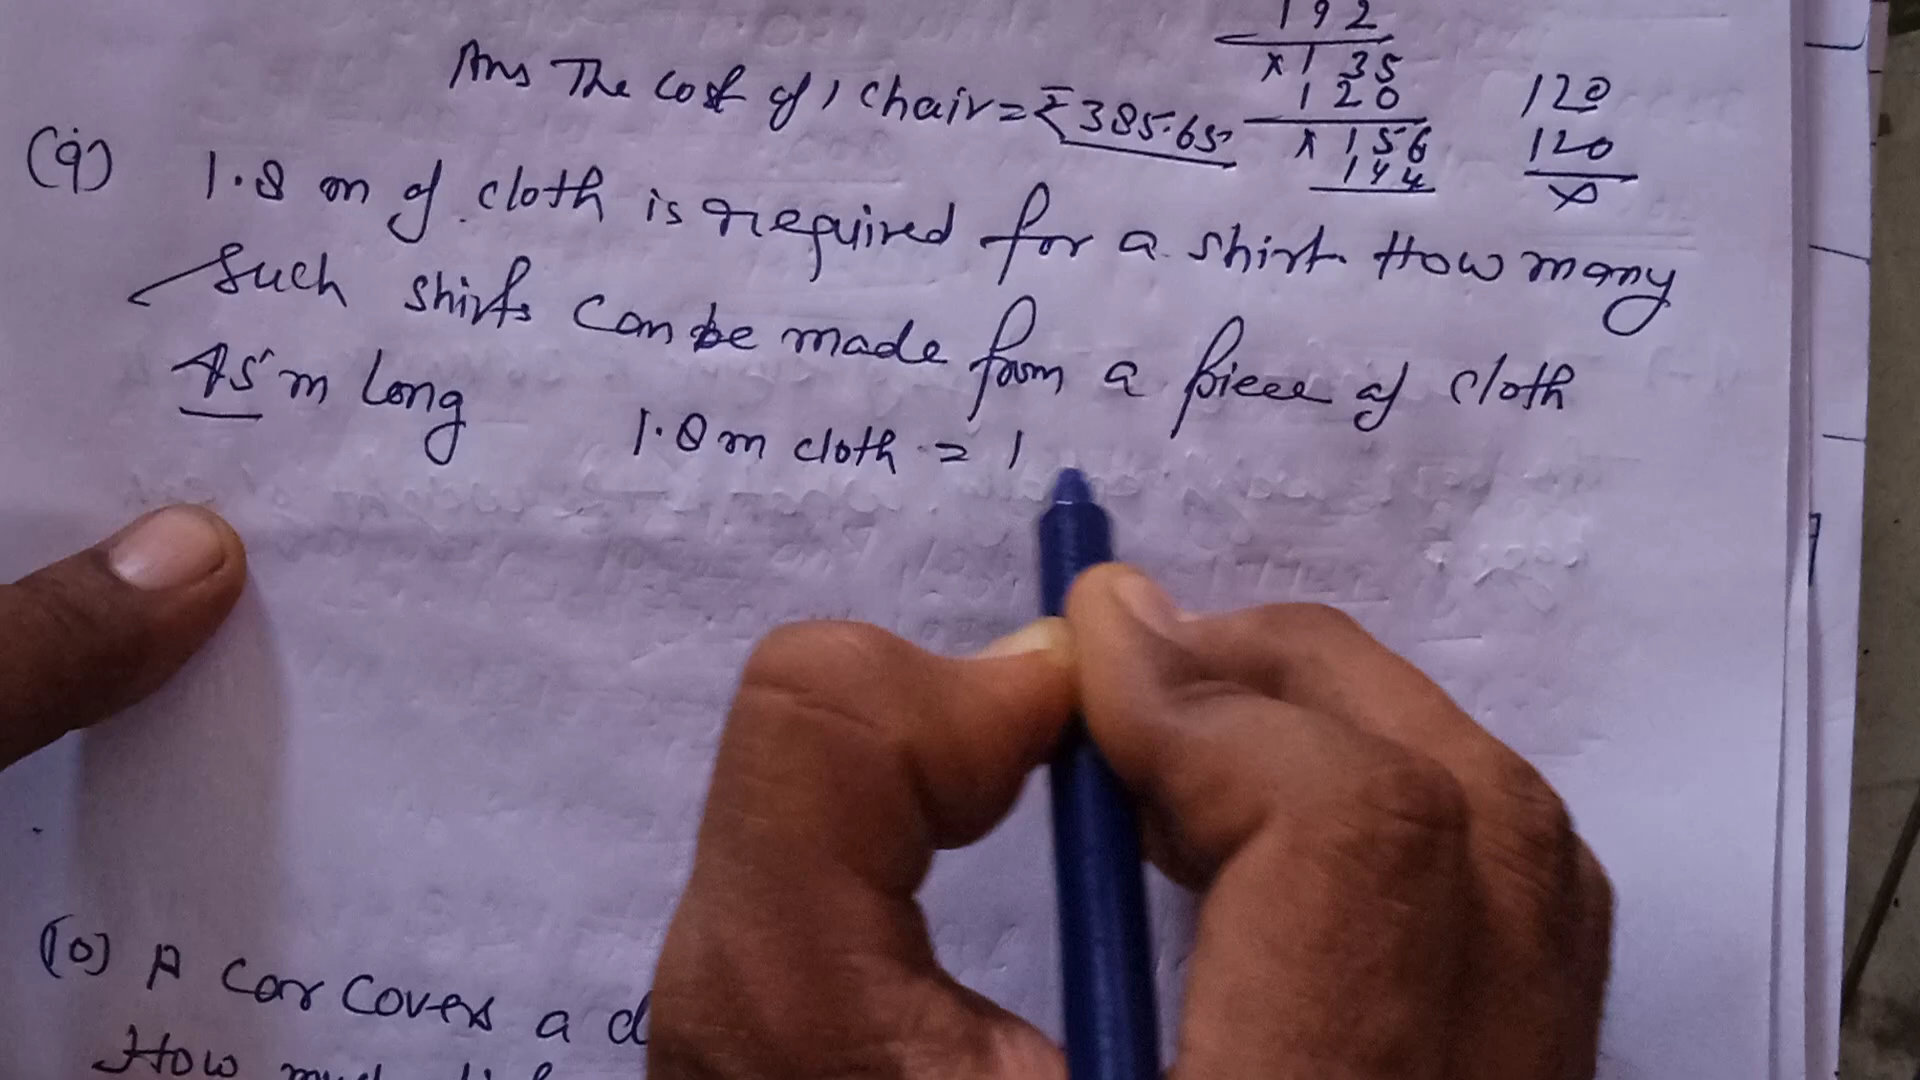 192
Ans The cost of 1 chair = ₹385.65
x135
120
x156
144
120
120
x
(9) 1.8 m of cloth is required for a shirt. How many
such shirts can be made from a piece of cloth
45 m long
1.8 m cloth = 1
(10) A car covers a d
How